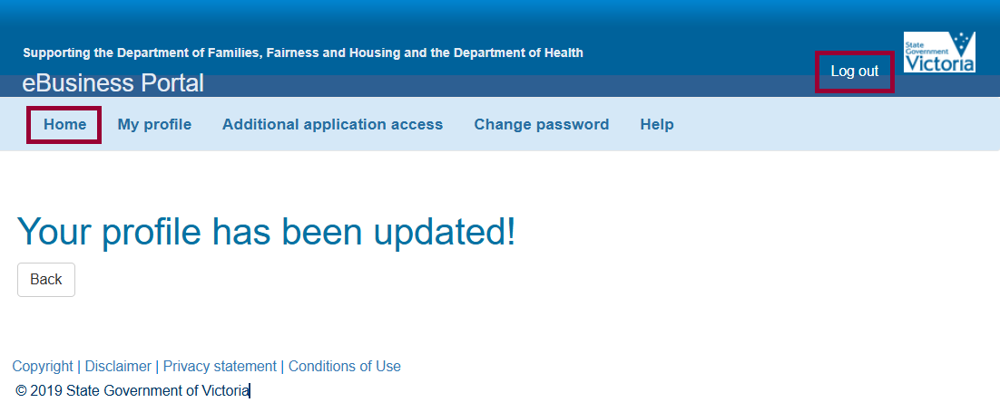 Supporting the Department of Families, Fairness and Housing and the Department of Health
eBusiness Portal
Log out
State
Government
Victoria
Home My profile Additional application access Change password Help
Your profile has been updated!
Back
Copyright | Disclaimer | Privacy statement | Conditions of Use
© 2019 State Government of Victoria